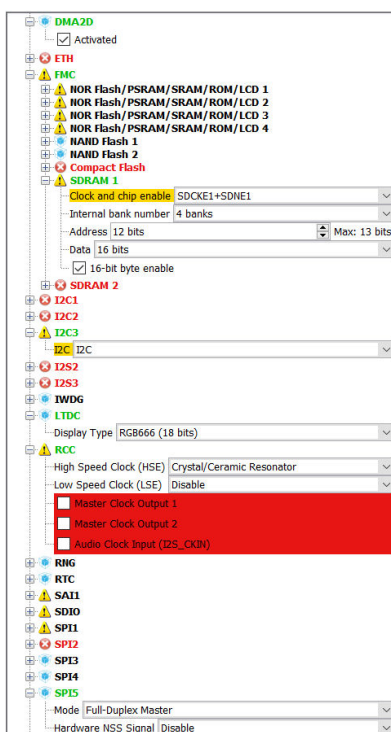 DMA2D
Activated
ETH
FMC
NOR Flash/PSRAM/SRAM/ROM/LCD 1
NOR Flash/PSRAM/SRAM/ROM/LCD 2
NOR Flash/PSRAM/SRAM/ROM/LCD 3
NOR Flash/PSRAM/SRAM/ROM/LCD 4
NAND Flash 1
NAND Flash 2
Compact Flash
SDRAM 1
Clock and chip enable SDCKE1+SDNE1
Internal bank number 4 banks
Address 12 bits Max: 13 bits
Data 16 bits
16-bit byte enable
SDRAM 2
I2C1
I2C2
I2C3
I2C I2C
I2S2
I2S3
IWDG
LTDC
Display Type RGB666 (18 bits)
RCC
High Speed Clock (HSE) Crystal/Ceramic Resonator
Low Speed Clock (LSE) Disable
Master Clock Output 1
Master Clock Output 2
Audio Clock Input (I2S_CKIN)
RNG
RTC
SAI1
SDIO
SPI1
SPI2
SPI3
SPI4
SPI5
Mode Full-Duplex Master
Hardware NSS Signal Disable